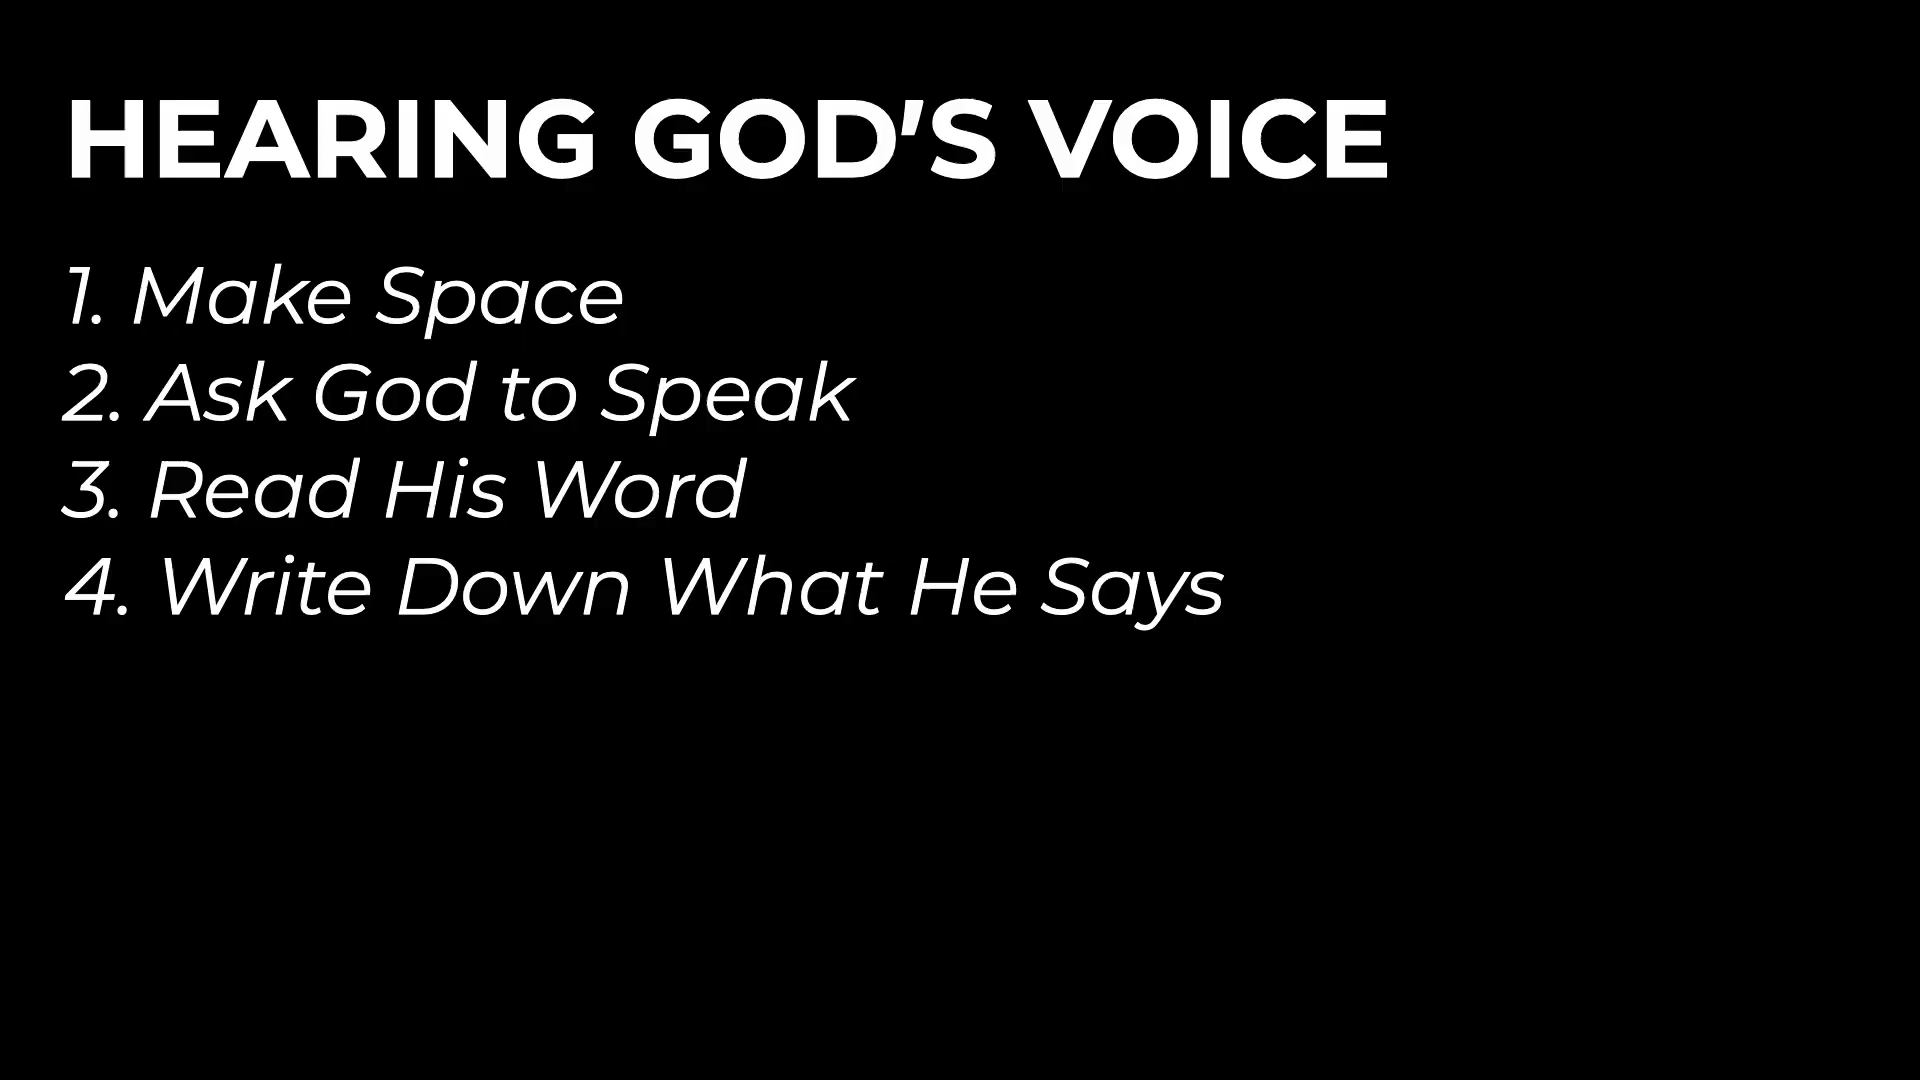 HEARING GOD'S VOICE
1. Make Space
2. Ask God to Speak
3. Read His Word
4. Write Down What He Says